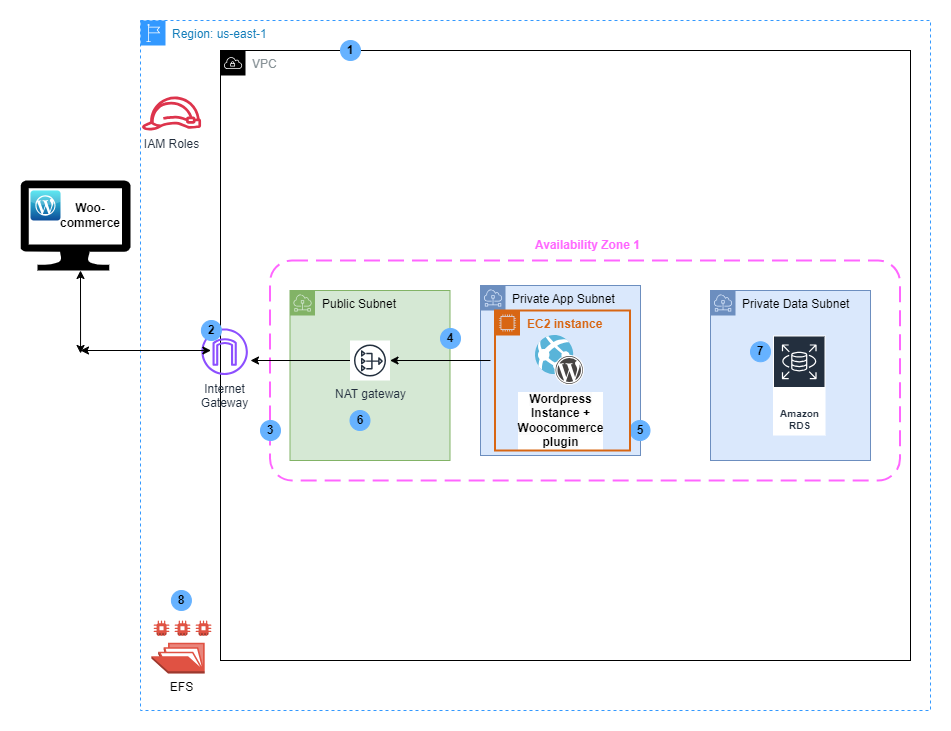 Region: us-east-1
1
VPC
IAM Roles
Woo-
commerce
Availability Zone 1
Public Subnet
Private App Subnet
Private Data Subnet
EC2 instance
2
4
7
Internet
Gateway
NAT gateway
Wordpress
Instance +
Woocommerce
plugin
Amazon
RDS
6
3
5
8
EFS